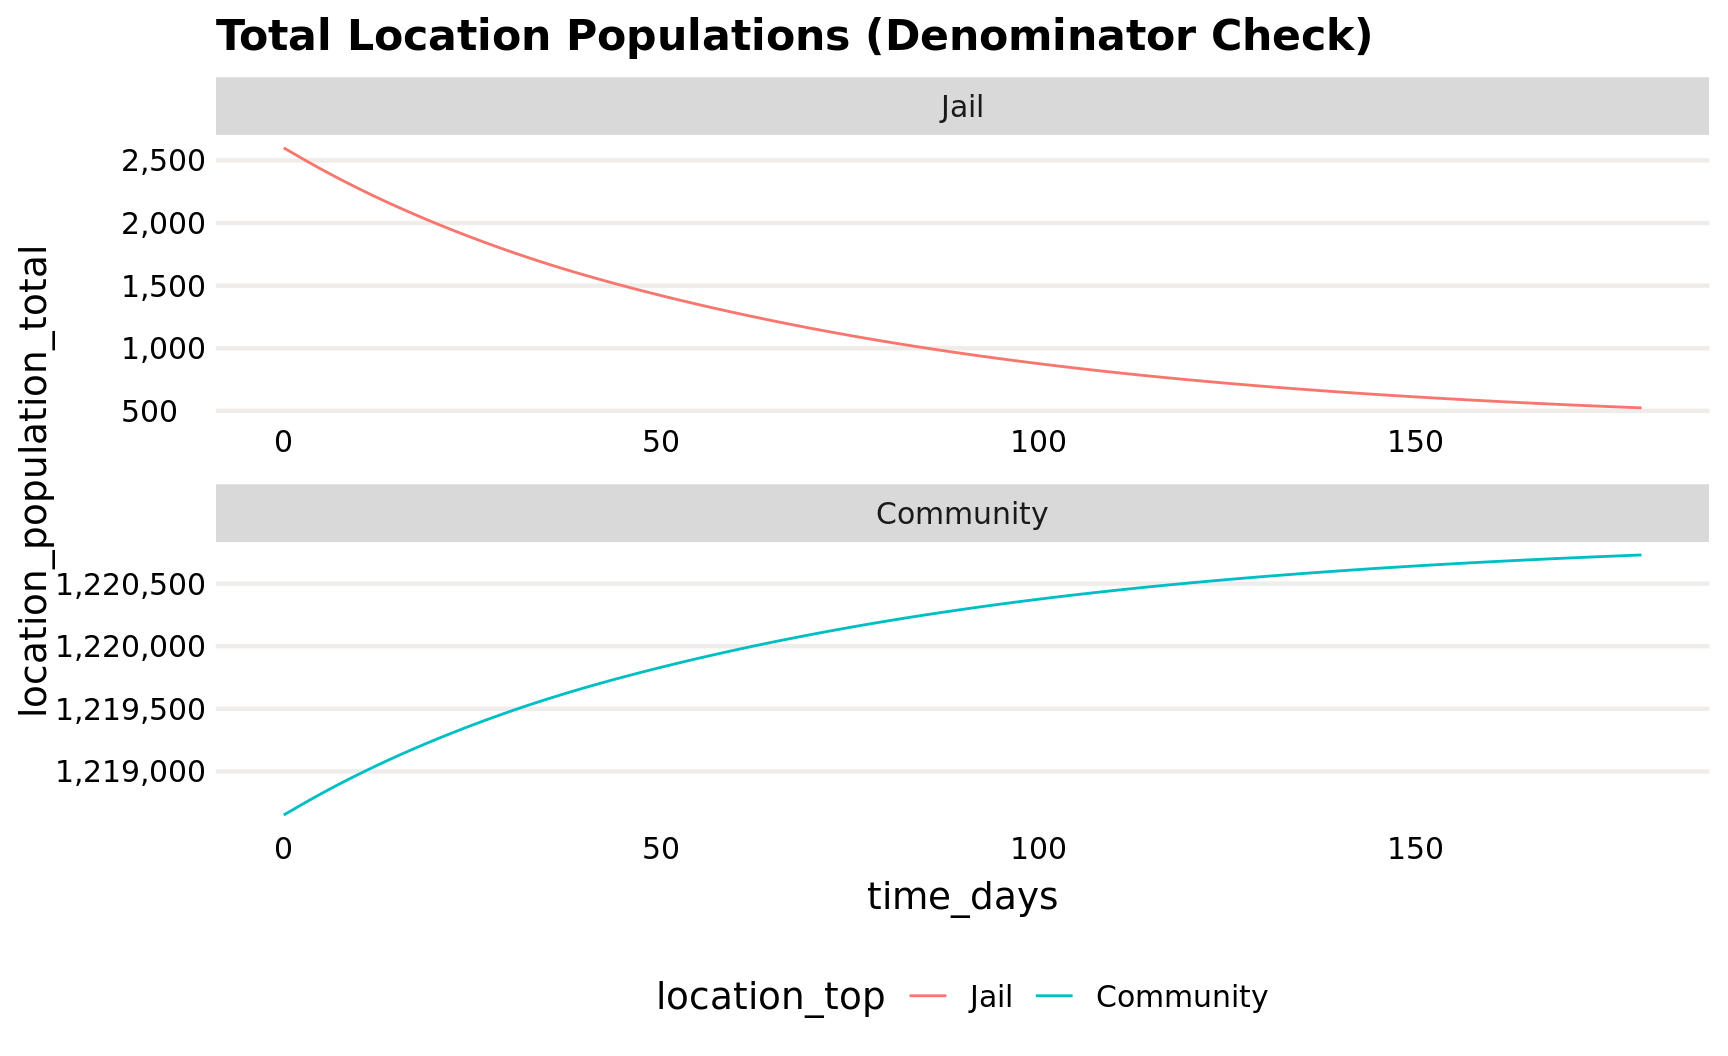 Total Location Populations (Denominator Check)
Jail
2,500
2,000
1,500
1,000
500
0 50 100 150
Community
1,220,500
1,220,000
1,219,500
1,219,000
0 50 100 150
location_population_total
time_days
location_top Jail Community